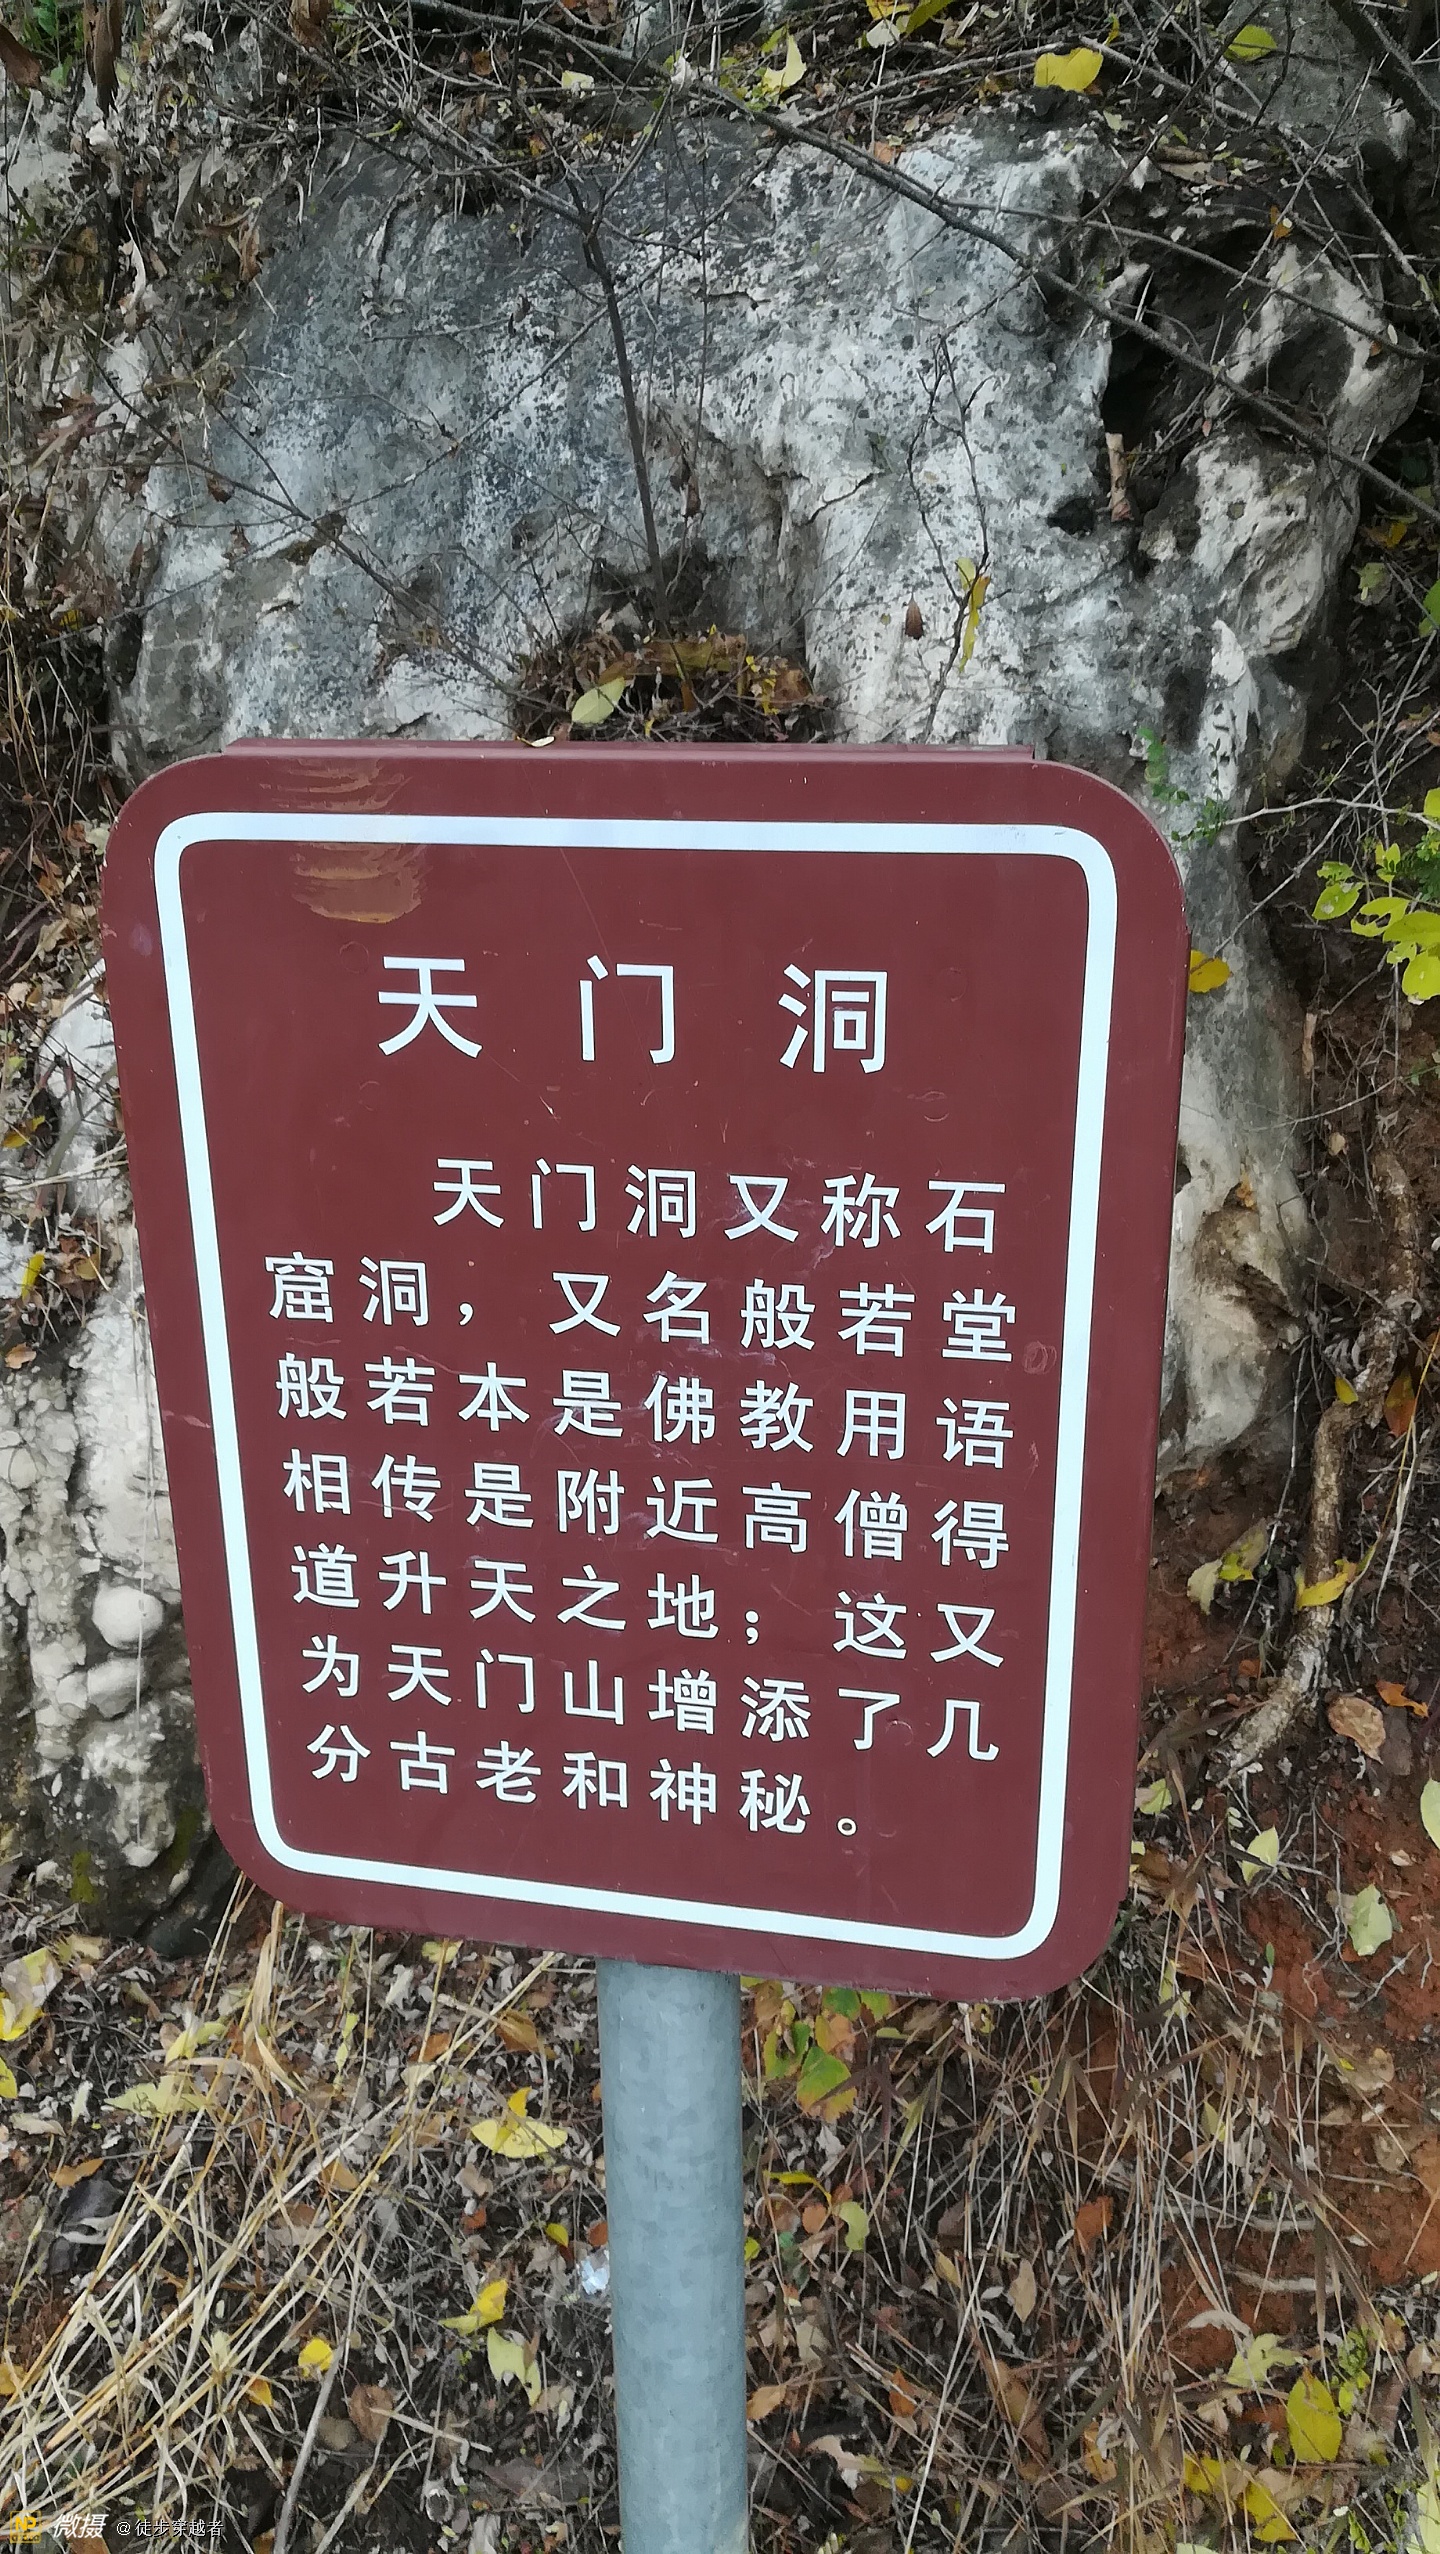 天门洞
天门洞又称石
窟洞，又名般若堂
般若本是佛教用语
相传是附近高僧得
道升天之地；这又
为天门山增添了几
分古老和神秘。
微摄 @徒步穿越者